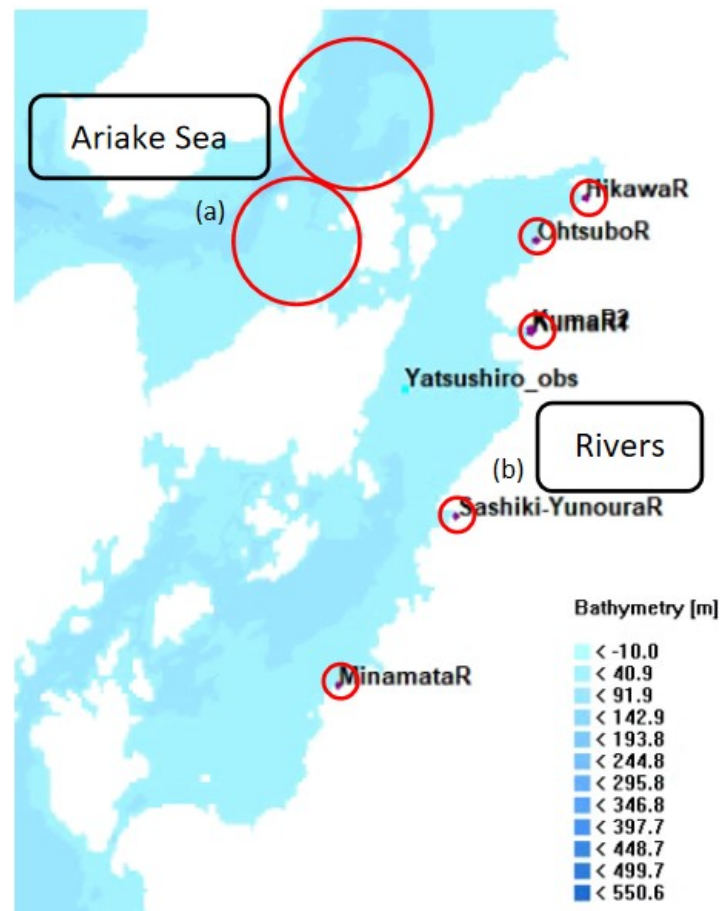 Ariake Sea
(a)
HikawaR
OhtsuboR
Yatsushiro_obs
Rivers
(b)
Sashiki-YunouraR
Bathymetry [m]
< -10.0
< 40.9
< 91.9
< 142.9
< 193.8
< 244.8
< 295.8
< 346.8
< 397.7
< 448.7
< 499.7
< 550.6
MinamataR